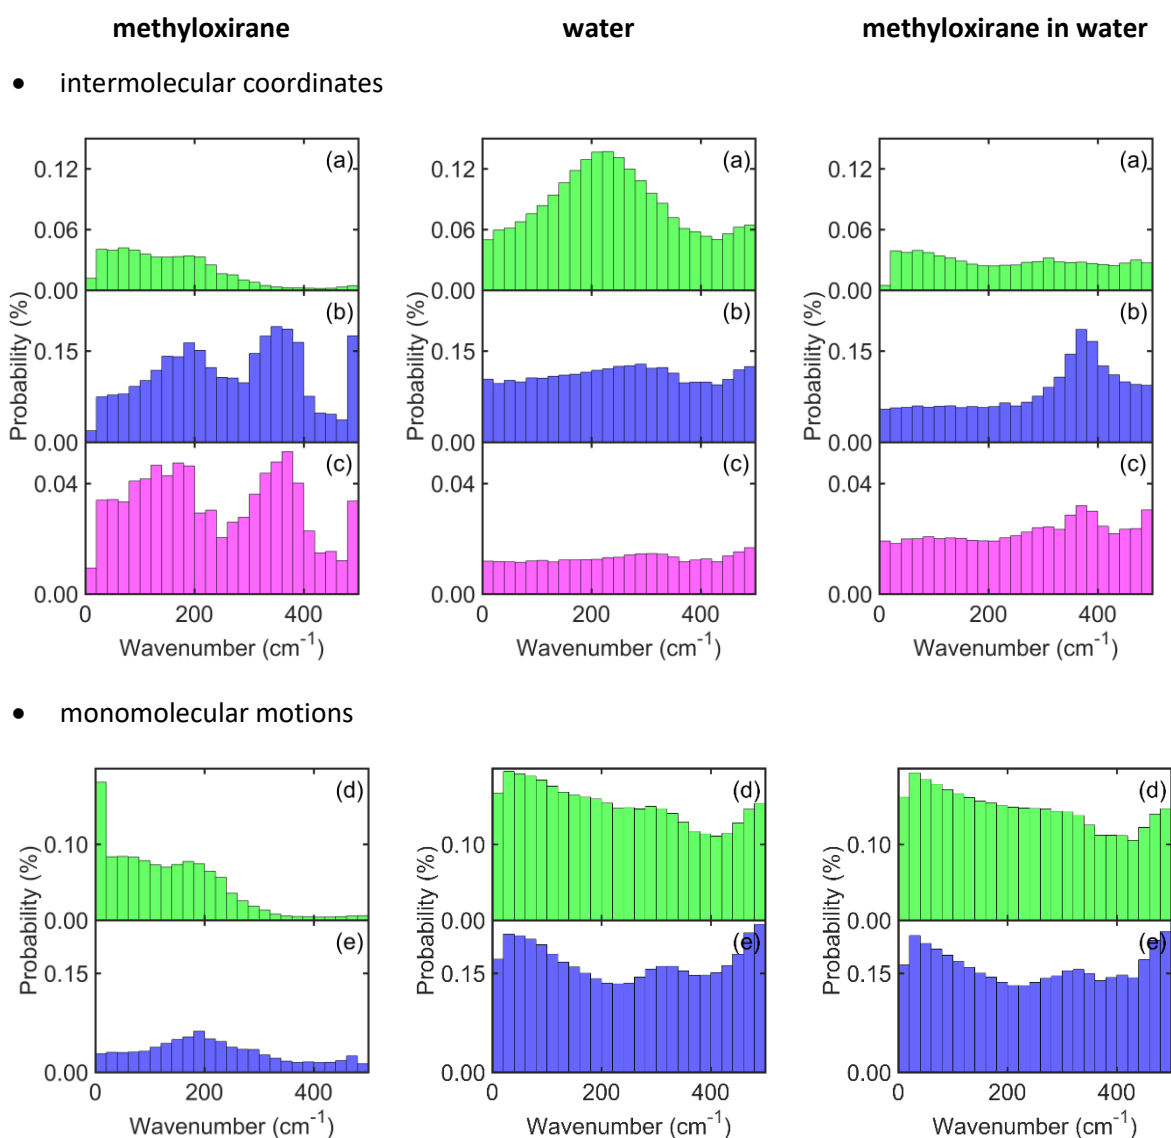 methyloxirane water methyloxirane in water
• intermolecular coordinates
(a) (a) (a)
0.12 0.12 0.12
0.06 0.06 0.06
0.00 0.00 0.00
(b) (b) (b)
0.15 0.15 0.15
0.00 0.00 0.00
(c) (c) (c)
0.04 0.04 0.04
0.00 0.00 0.00
Probability (%) Probability (%) Probability (%)
0 200 400 0 200 400 0 200 400
Wavenumber (cm⁻¹) Wavenumber (cm⁻¹) Wavenumber (cm⁻¹)
• monomolecular motions
(d) (d) (d)
0.10 0.10 0.10
0.00 0.00 0.00
(e) (e) (e)
0.15 0.15 0.15
0.00 0.00 0.00
Probability (%) Probability (%) Probability (%)
0 200 400 0 200 400 0 200 400
Wavenumber (cm⁻¹) Wavenumber (cm⁻¹) Wavenumber (cm⁻¹)